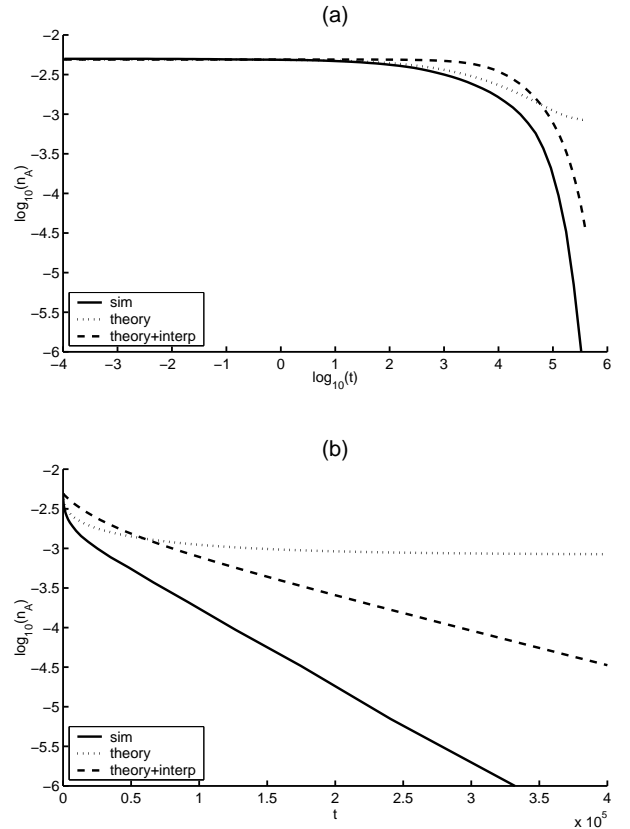 (a)
−2
−2.5
−3
−3.5
−4
−4.5
−5
−5.5
−6
log10(nA)
sim
theory
theory+interp
−4 −3 −2 −1 0 1 2 3 4 5 6
log10(t)
(b)
−2
−2.5
−3
−3.5
−4
−4.5
−5
−5.5
−6
log10(nA)
sim
theory
theory+interp
0 0.5 1 1.5 2 2.5 3 3.5 4
t
x 10^5